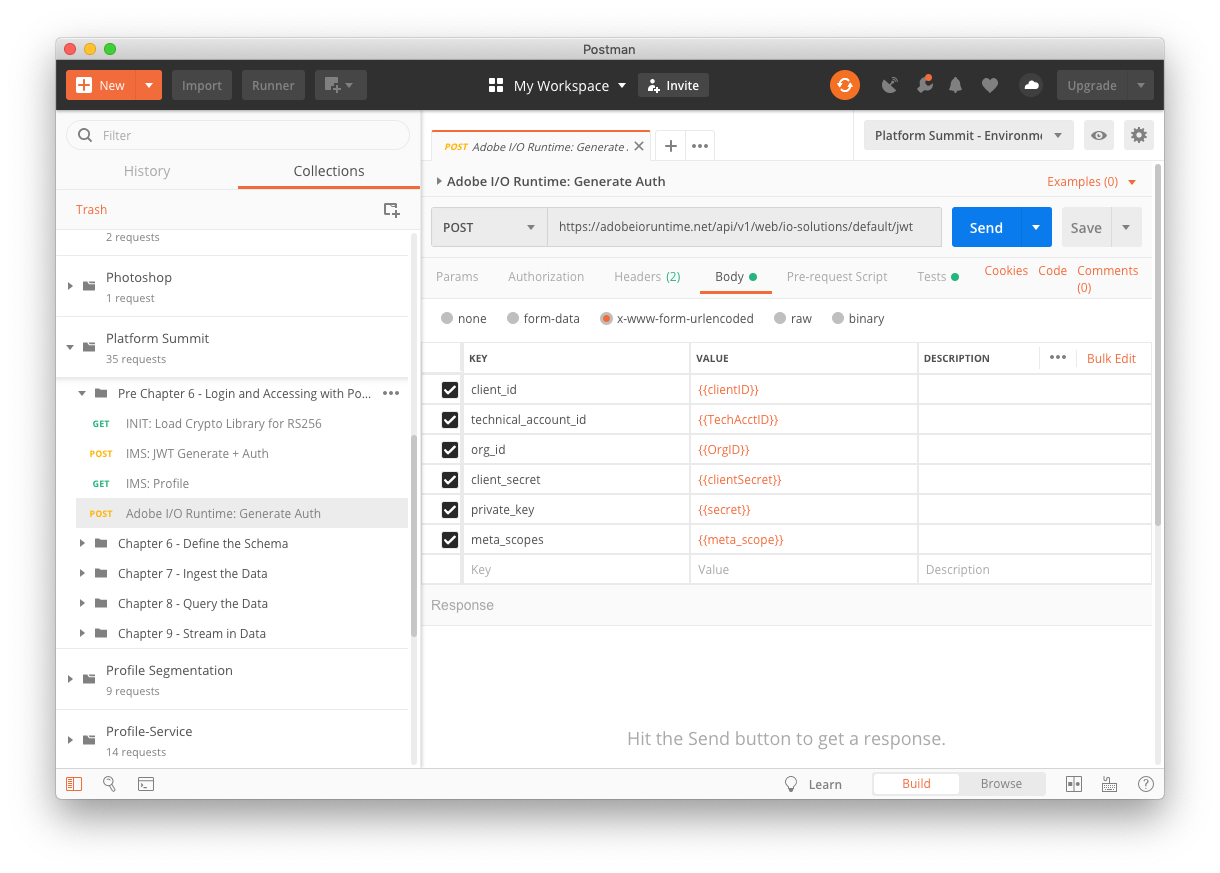 Postman
New
Import
Runner
My Workspace
Invite
Upgrade
Filter
History
Collections
Trash
2 requests
Photoshop
1 request
Platform Summit
35 requests
Pre Chapter 6 - Login and Accessing with Po...
GET INIT: Load Crypto Library for RS256
POST IMS: JWT Generate + Auth
GET IMS: Profile
POST Adobe I/O Runtime: Generate Auth
Chapter 6 - Define the Schema
Chapter 7 - Ingest the Data
Chapter 8 - Query the Data
Chapter 9 - Stream in Data
Profile Segmentation
9 requests
Profile-Service
14 requests
POST Adobe I/O Runtime: Generate
Platform Summit - Environme
Adobe I/O Runtime: Generate Auth
Examples (0)
POST
https://adobeioruntime.net/api/v1/web/io-solutions/default/jwt
Send
Save
Params Authorization Headers (2) Body Pre-request Script Tests
Cookies Code Comments (0)
none form-data x-www-form-urlencoded raw binary
KEY VALUE DESCRIPTION Bulk Edit
client_id {{clientID}}
technical_account_id {{TechAcctID}}
org_id {{OrgID}}
client_secret {{clientSecret}}
private_key {{secret}}
meta_scopes {{meta_scope}}
Key Value Description
Response
Hit the Send button to get a response.
Learn
Build
Browse